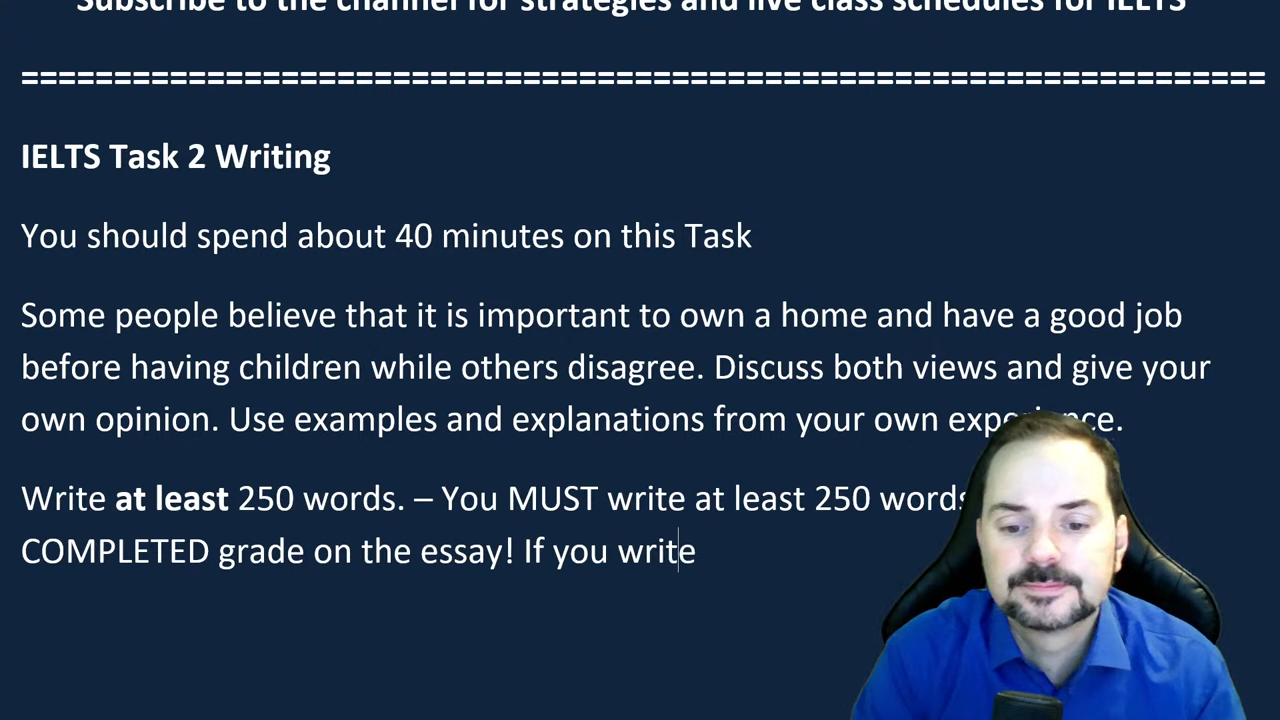 Subscribe to the channel for strategies and live class schedules for IELTS
===================================================================
IELTS Task 2 Writing
You should spend about 40 minutes on this Task
Some people believe that it is important to own a home and have a good job
before having children while others disagree. Discuss both views and give your
own opinion. Use examples and explanations from your own experience.
Write at least 250 words. – You MUST write at least 250 words
COMPLETED grade on the essay! If you write